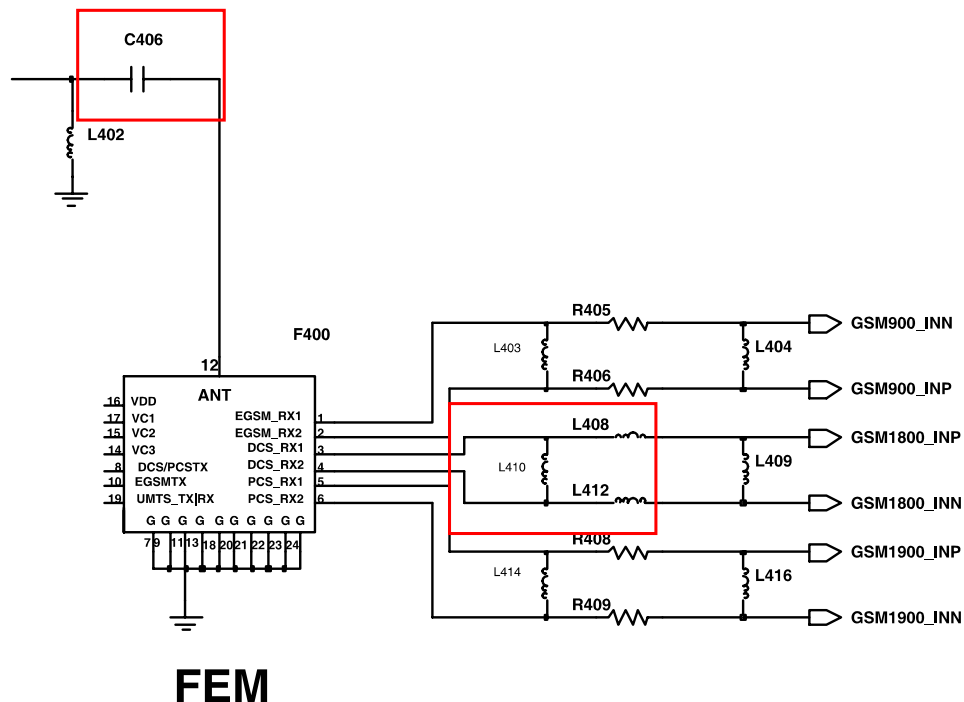 C406
L402
F400
12
ANT
16 VDD
17 VC1
15 VC2
14 VC3
8 DCS/PCSTX
10 EGSMTX
19 UMTS_TX|RX
EGSM_RX1 1
EGSM_RX2 2
DCS_RX1 3
DCS_RX2 4
PCS_RX1 5
PCS_RX2 6
G G G G G G G G G G
7 9 11 13 18 20 21 22 23 24
R405
GSM900_INN
L403
L404
R406
GSM900_INP
L408
GSM1800_INP
L410
L409
L412
GSM1800_INN
R408
GSM1900_INP
L414
L416
R409
GSM1900_INN
FEM